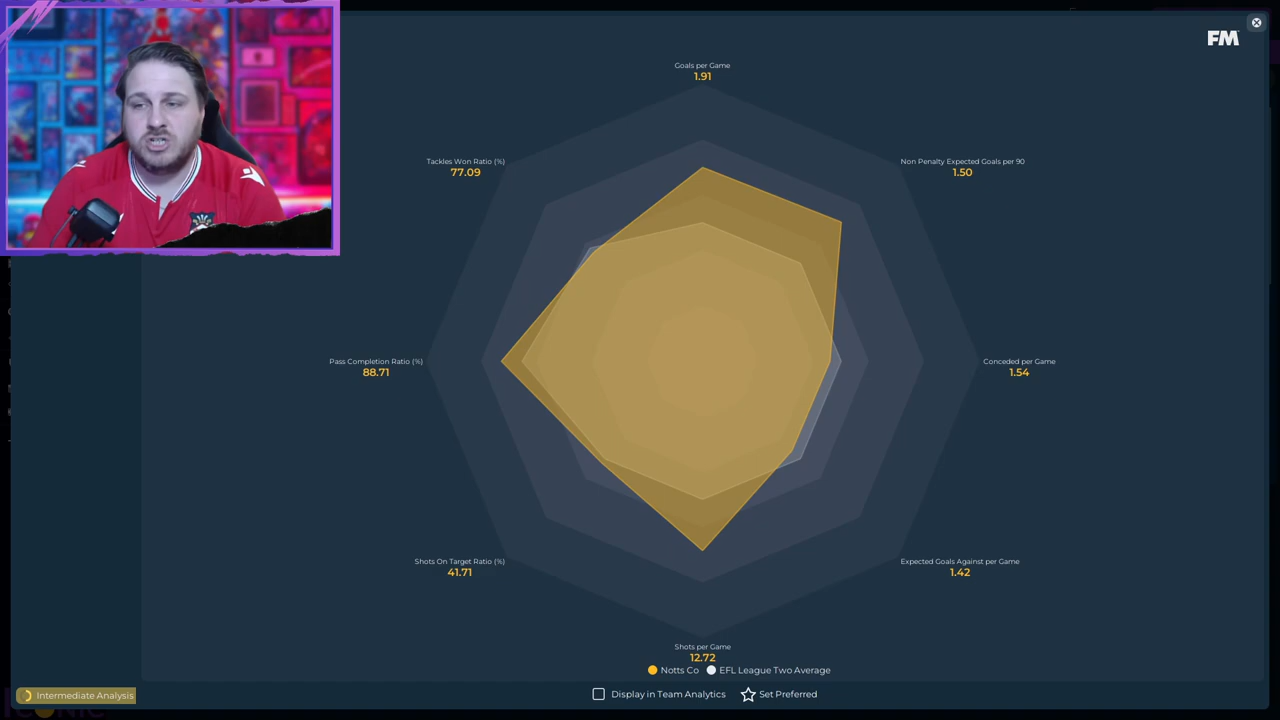 FM
Goals per Game
1.91
Tackles Won Ratio (%)
77.09
Non Penalty Expected Goals per 90
1.50
Pass Completion Ratio (%)
88.71
Conceded per Game
1.54
Shots On Target Ratio (%)
41.71
Expected Goals Against per Game
1.42
Shots per Game
12.72
Notts Co
EFL League Two Average
Intermediate Analysis
Display in Team Analytics
Set Preferred